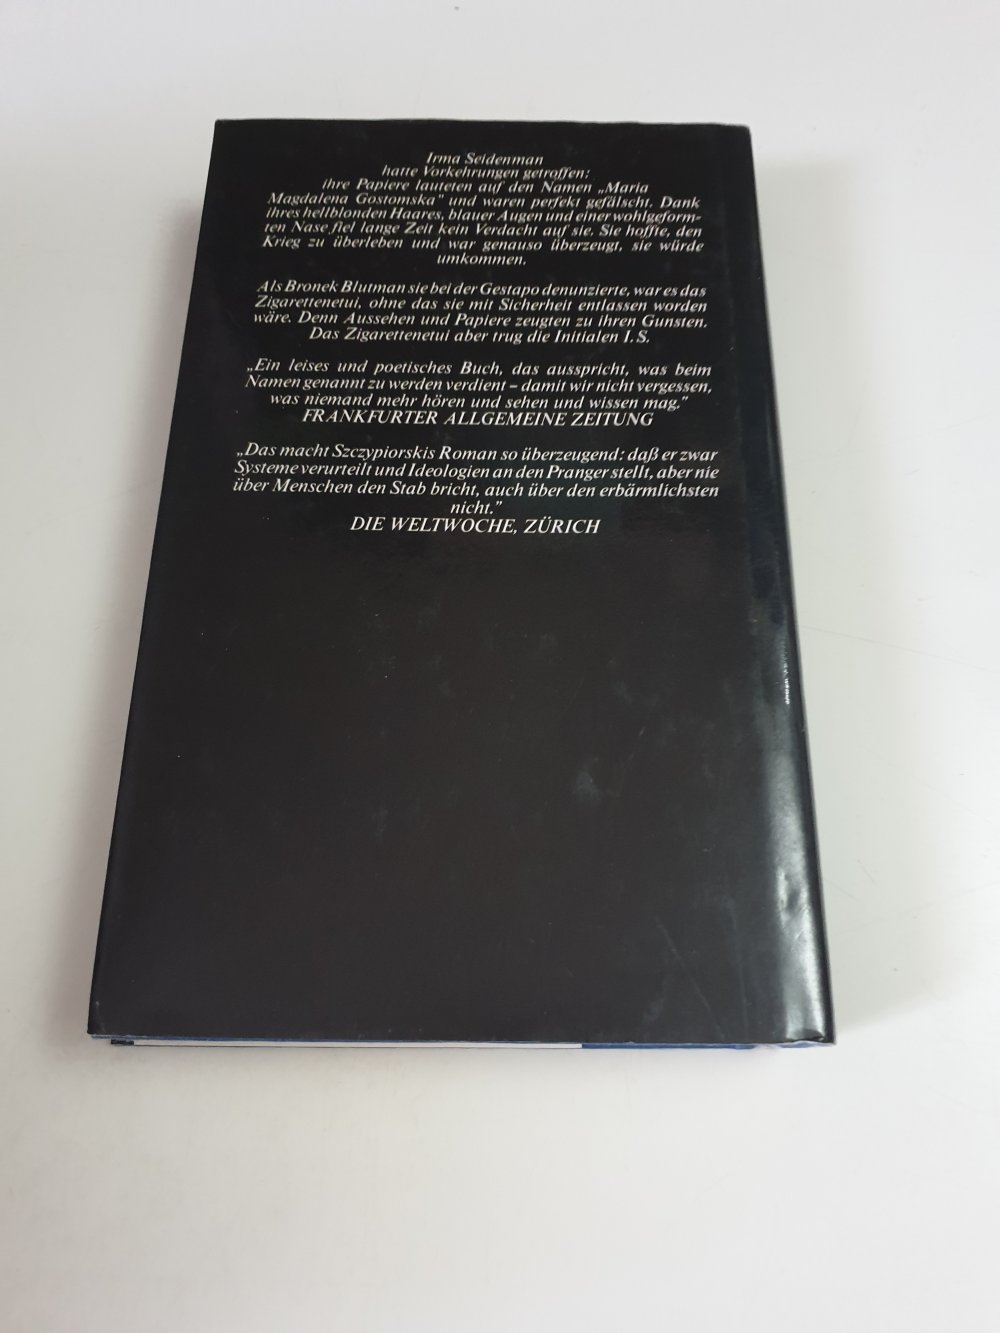 Irma Seidenman
hatte Vorkehrungen getroffen:
ihre Papiere lauteten auf den Namen „Maria
Magdalena Gostomska” und waren perfekt gefälscht. Dank
ihres hellblonden Haares, blauer Augen und einer wohlgeform-
ten Nase fiel lange Zeit kein Verdacht auf sie. Sie hoffte, den
Krieg zu überleben und war genauso überzeugt, sie würde
umkommen.
Als Bronek Blutman sie bei der Gestapo denunzierte, war es das
Zigarettenetui, ohne das sie mit Sicherheit entlassen worden
wäre. Denn Aussehen und Papiere zeugten zu ihren Gunsten.
Das Zigarettenetui aber trug die Initialen I.S.
„Ein leises und poetisches Buch, das ausspricht, was beim
Namen genannt zu werden verdient – damit wir nicht vergessen,
was niemand mehr hören und sehen und wissen mag.”
FRANKFURTER ALLGEMEINE ZEITUNG
„Das macht Szczypiorskis Roman so überzeugend: daß er zwar
Systeme verurteilt und Ideologien an den Pranger stellt, aber nie
über Menschen den Stab bricht, auch über den erbärmlichsten
nicht.”
DIE WELTWOCHE, ZÜRICH